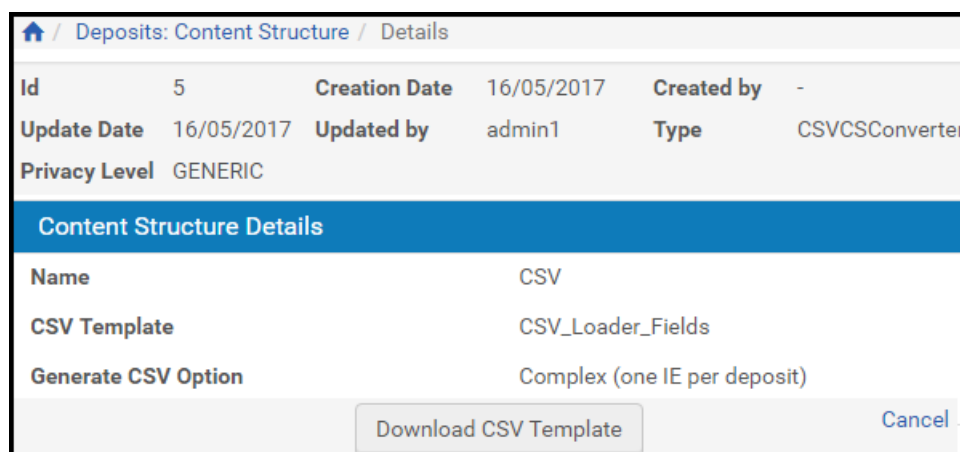 / Deposits: Content Structure / Details
Id 5 Creation Date 16/05/2017 Created by -
Update Date 16/05/2017 Updated by admin1 Type CSVCSConverter
Privacy Level GENERIC
Content Structure Details
Name CSV
CSV Template CSV_Loader_Fields
Generate CSV Option Complex (one IE per deposit)
Download CSV Template Cancel